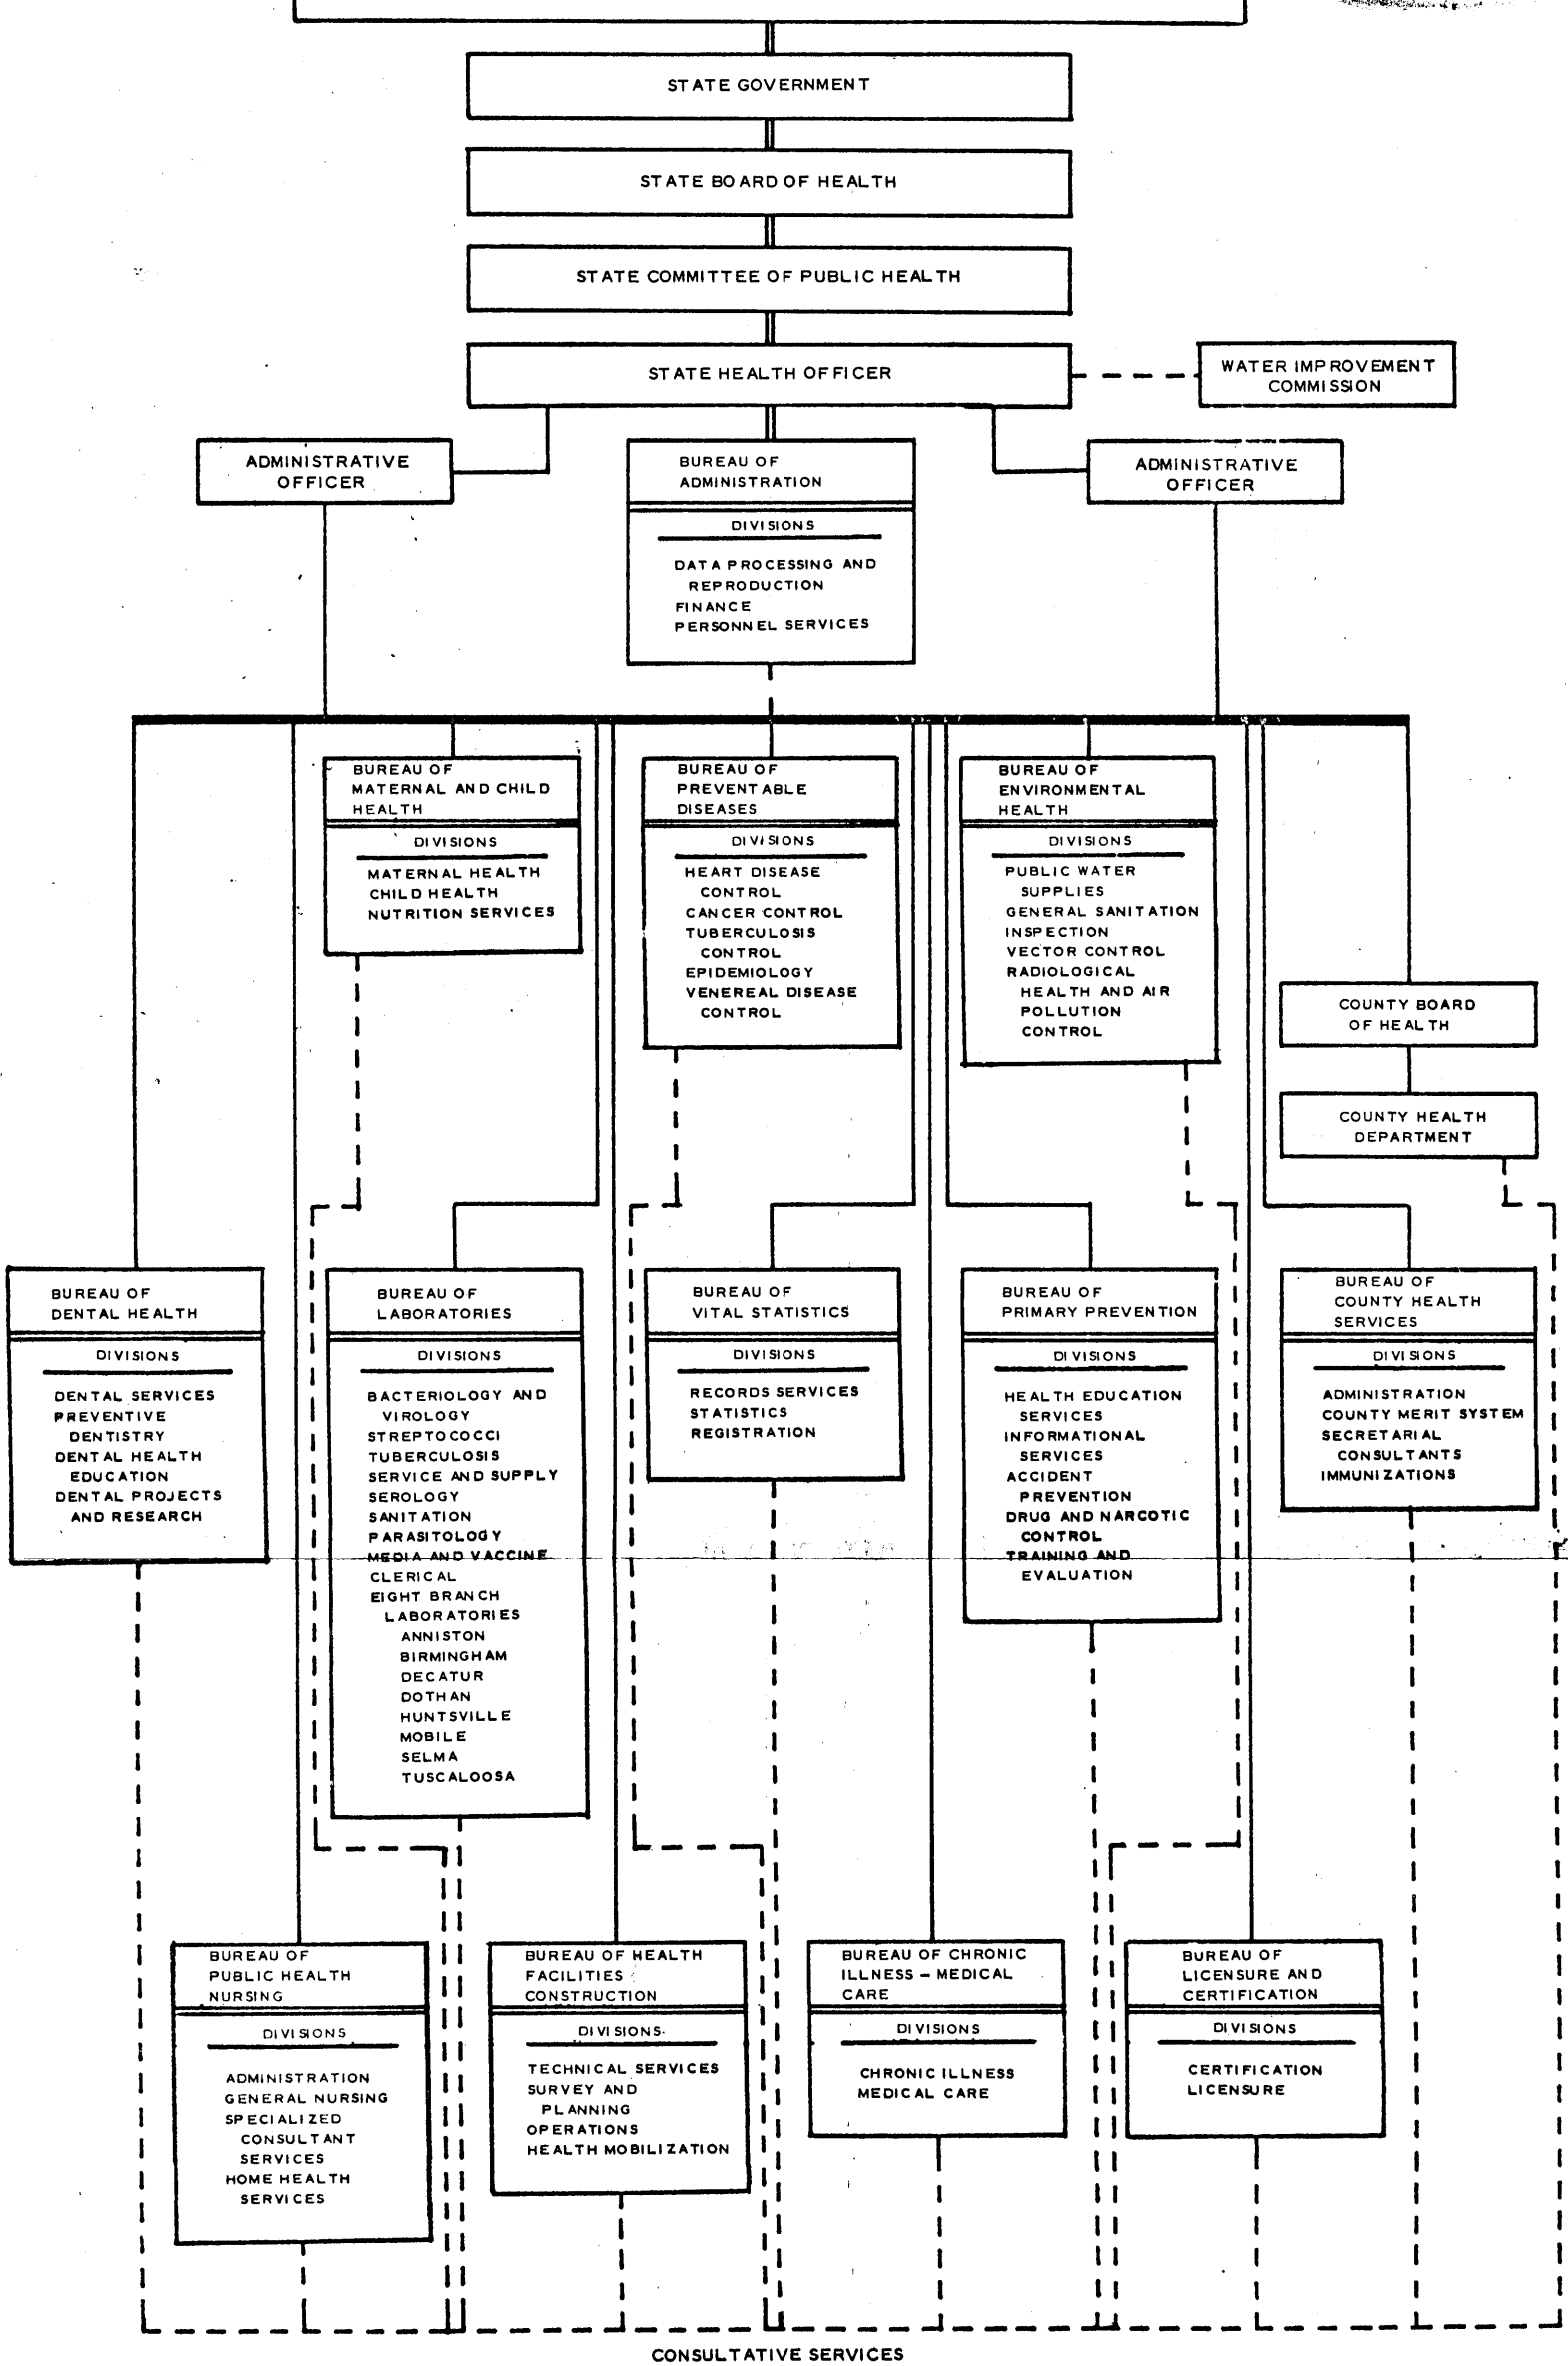 STATE GOVERNMENT
STATE BOARD OF HEALTH
STATE COMMITTEE OF PUBLIC HEALTH
STATE HEALTH OFFICER
WATER IMPROVEMENT
COMMISSION
ADMINISTRATIVE
OFFICER
BUREAU OF
ADMINISTRATION
DIVISIONS
DATA PROCESSING AND
REPRODUCTION
FINANCE
PERSONNEL SERVICES
ADMINISTRATIVE
OFFICER
BUREAU OF
MATERNAL AND CHILD
HEALTH
DIVISIONS
MATERNAL HEALTH
CHILD HEALTH
NUTRITION SERVICES
BUREAU OF
PREVENTABLE
DISEASES
DIVISIONS
HEART DISEASE
CONTROL
CANCER CONTROL
TUBERCULOSIS
CONTROL
EPIDEMIOLOGY
VENEREAL DISEASE
CONTROL
BUREAU OF
ENVIRONMENTAL
HEALTH
DIVISIONS
PUBLIC WATER
SUPPLIES
GENERAL SANITATION
INSPECTION
VECTOR CONTROL
RADIOLOGICAL
HEALTH AND AIR
POLLUTION
CONTROL
COUNTY BOARD
OF HEALTH
COUNTY HEALTH
DEPARTMENT
BUREAU OF
DENTAL HEALTH
DIVISIONS
DENTAL SERVICES
PREVENTIVE
DENTISTRY
DENTAL HEALTH
EDUCATION
DENTAL PROJECTS
AND RESEARCH
BUREAU OF
LABORATORIES
DIVISIONS
BACTERIOLOGY AND
VIROLOGY
STREPTOCOCCI
TUBERCULOSIS
SERVICE AND SUPPLY
SEROLOGY
SANITATION
PARASITOLOGY
MEDIA AND VACCINE
CLERICAL
EIGHT BRANCH
LABORATORIES
ANNISTON
BIRMINGHAM
DECATUR
DOTHAN
HUNTSVILLE
MOBILE
SELMA
TUSCALOOSA
BUREAU OF
VITAL STATISTICS
DIVISIONS
RECORDS SERVICES
STATISTICS
REGISTRATION
BUREAU OF
PRIMARY PREVENTION
DIVISIONS
HEALTH EDUCATION
SERVICES
INFORMATIONAL
SERVICES
ACCIDENT
PREVENTION
DRUG AND NARCOTIC
CONTROL
TRAINING AND
EVALUATION
BUREAU OF
COUNTY HEALTH
SERVICES
DIVISIONS
ADMINISTRATION
COUNTY MERIT SYSTEM
SECRETARIAL
CONSULTANTS
IMMUNIZATIONS
BUREAU OF
PUBLIC HEALTH
NURSING
DIVISIONS
ADMINISTRATION
GENERAL NURSING
SPECIALIZED
CONSULTANT
SERVICES
HOME HEALTH
SERVICES
BUREAU OF HEALTH
FACILITIES
CONSTRUCTION
DIVISIONS
TECHNICAL SERVICES
SURVEY AND
PLANNING
OPERATIONS
HEALTH MOBILIZATION
BUREAU OF CHRONIC
ILLNESS – MEDICAL
CARE
DIVISIONS
CHRONIC ILLNESS
MEDICAL CARE
BUREAU OF
LICENSURE AND
CERTIFICATION
DIVISIONS
CERTIFICATION
LICENSURE
CONSULTATIVE SERVICES